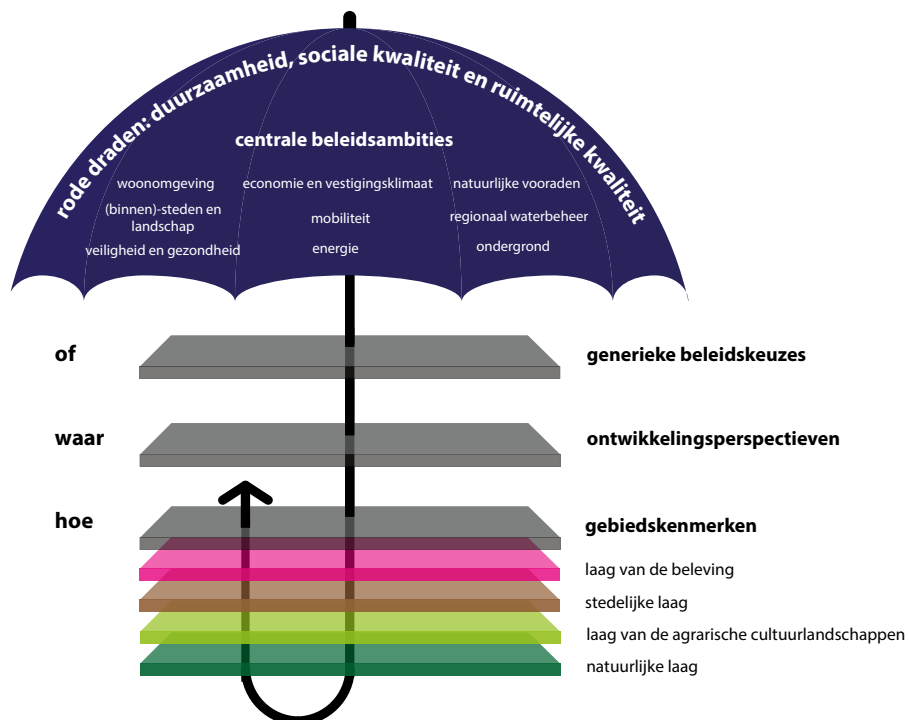 rode draden: duurzaamheid, sociale kwaliteit en ruimtelijke kwaliteit
centrale beleidsambities
woonomgeving
(binnen)-steden en
landschap
veiligheid en gezondheid
economie en vestigingsklimaat
mobiliteit
energie
natuurlijke vooraden
regionaal waterbeheer
ondergrond
of
generieke beleidskeuzes
waar
ontwikkelingsperspectieven
hoe
gebiedskenmerken
laag van de beleving
stedelijke laag
laag van de agrarische cultuurlandschappen
natuurlijke laag